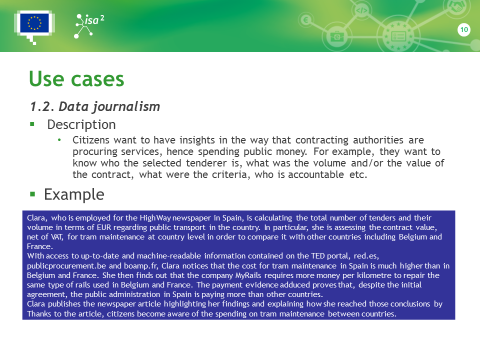 isa²
10
Use cases
1.2. Data journalism
▪ Description
• Citizens want to have insights in the way that contracting authorities are
procuring services, hence spending public money. For example, they want to
know who the selected tenderer is, what was the volume and/or the value of
the contract, what were the criteria, who is accountable etc.
▪ Example
Clara, who is employed for the HighWay newspaper in Spain, is calculating the total number of tenders and their
volume in terms of EUR regarding public transport in the country. In particular, she is assessing the contract value,
net of VAT, for tram maintenance at country level in order to compare it with other countries including Belgium and
France.
With access to up-to-date and machine-readable information contained on the TED portal, red.es,
publicprocurement.be and boamp.fr, Clara notices that the cost for tram maintenance in Spain is much higher than in
Belgium and France. She then finds out that the company MyRails requires more money per kilometre to repair the
same type of rails used in Belgium and France. The payment evidence adduced proves that, despite the initial
agreement, the public administration in Spain is paying more than other countries.
Clara publishes the newspaper article highlighting her findings and explaining how she reached those conclusions by
Thanks to the article, citizens become aware of the spending on tram maintenance between countries.